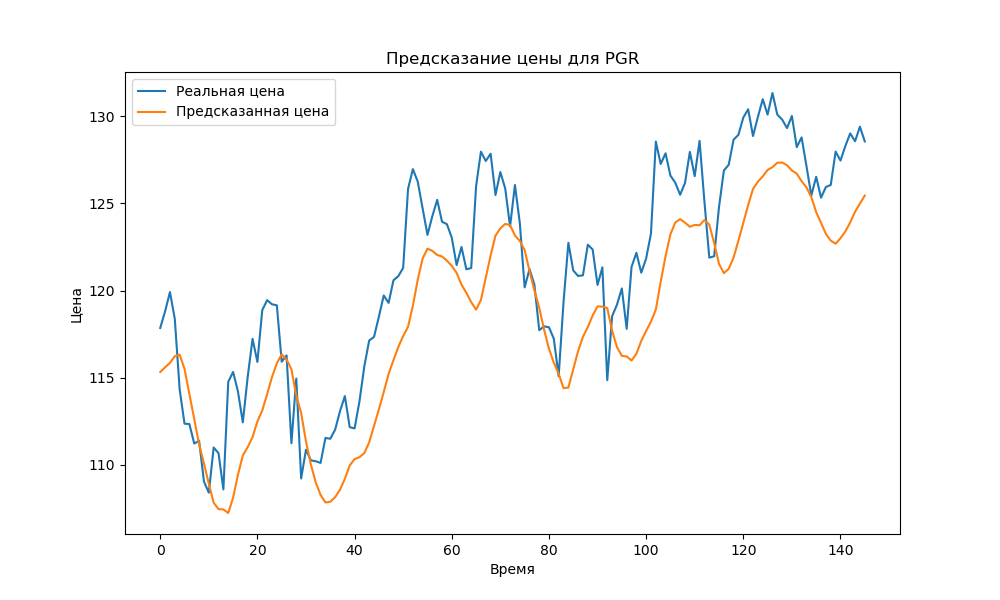 Предсказание цены для PGR
Реальная цена
Предсказанная цена
Цена
130
125
120
115
110
0 20 40 60 80 100 120 140
Время